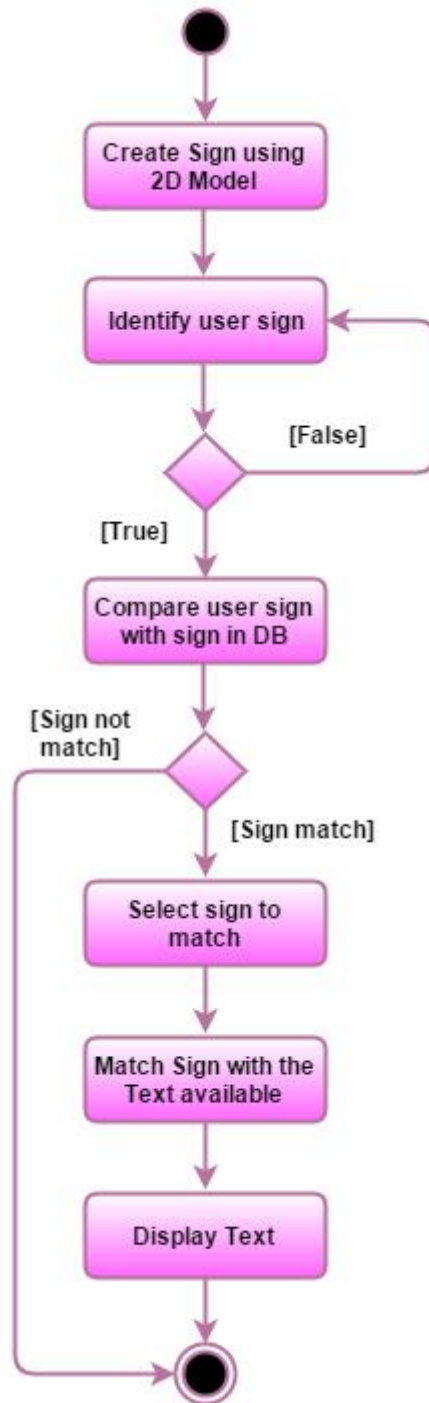 Create Sign using
2D Model
Identify user sign
[False]
[True]
Compare user sign
with sign in DB
[Sign not
match]
[Sign match]
Select sign to
match
Match Sign with the
Text available
Display Text